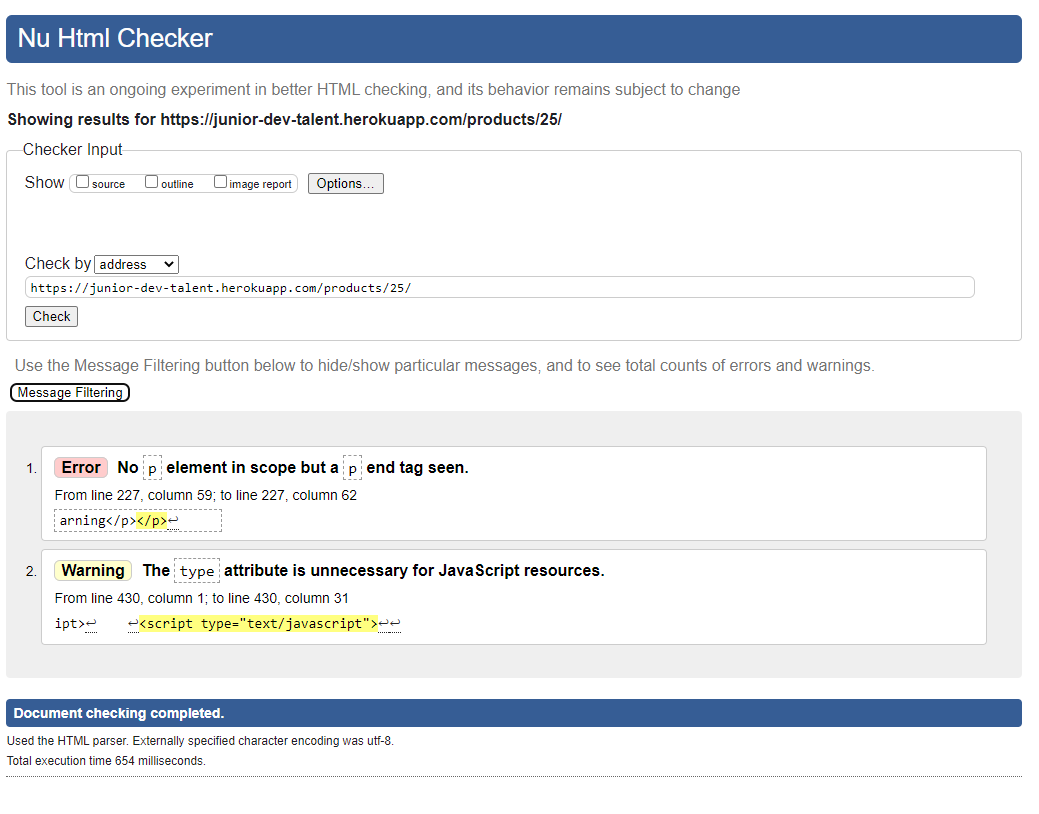 Nu Html Checker
This tool is an ongoing experiment in better HTML checking, and its behavior remains subject to change
Showing results for https://junior-dev-talent.herokuapp.com/products/25/
Checker Input
Show source outline image report Options...
Check by address
https://junior-dev-talent.herokuapp.com/products/25/
Check
Use the Message Filtering button below to hide/show particular messages, and to see total counts of errors and warnings.
Message Filtering
1. Error No p element in scope but a p end tag seen.
From line 227, column 59; to line 227, column 62
arning</p></p>↩
2. Warning The type attribute is unnecessary for JavaScript resources.
From line 430, column 1; to line 430, column 31
ipt>↩ ↩<script type="text/javascript">↩↩
Document checking completed.
Used the HTML parser. Externally specified character encoding was utf-8.
Total execution time 654 milliseconds.